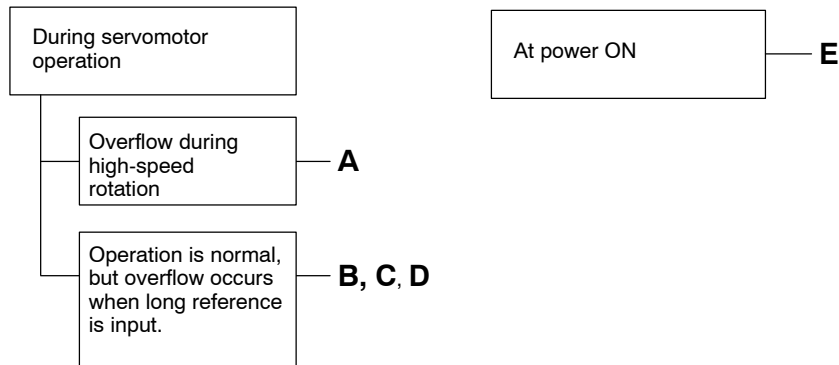 During servomotor
operation
Overflow during
high-speed
rotation
A
Operation is normal,
but overflow occurs
when long reference
is input.
B, C, D
At power ON
E